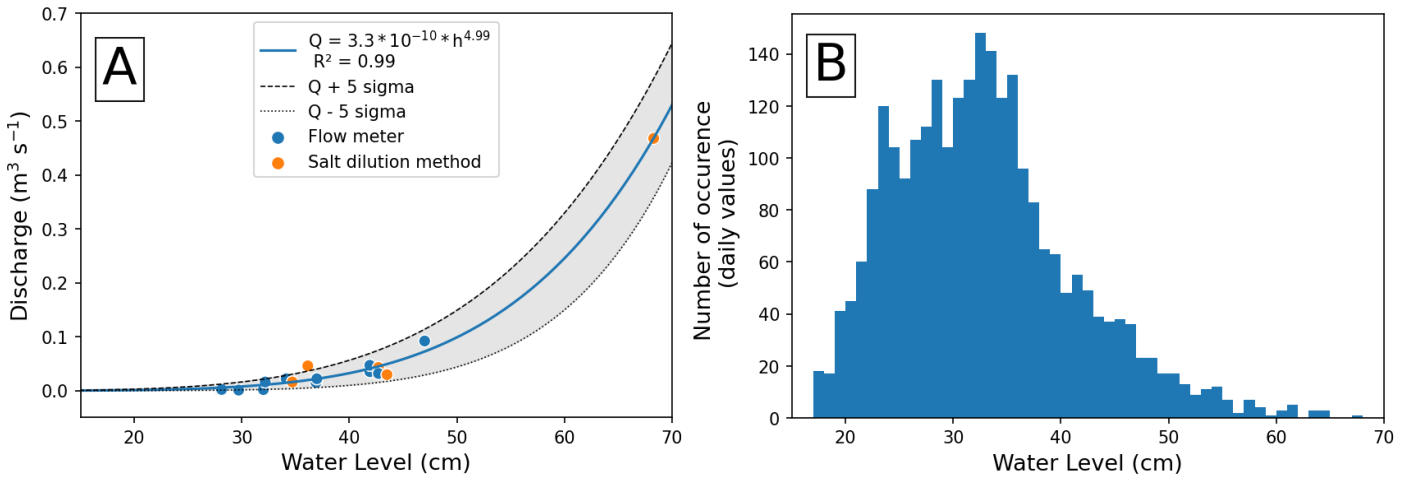 A
Q = 3.3 * 10⁻¹⁰ * h⁴·⁹⁹
R² = 0.99
Q + 5 sigma
Q - 5 sigma
Flow meter
Salt dilution method
0.7
0.6
0.5
0.4
0.3
0.2
0.1
0.0
Discharge (m³ s⁻¹)
20 30 40 50 60 70
Water Level (cm)
B
140
120
100
80
60
40
20
0
Number of occurence
(daily values)
20 30 40 50 60 70
Water Level (cm)